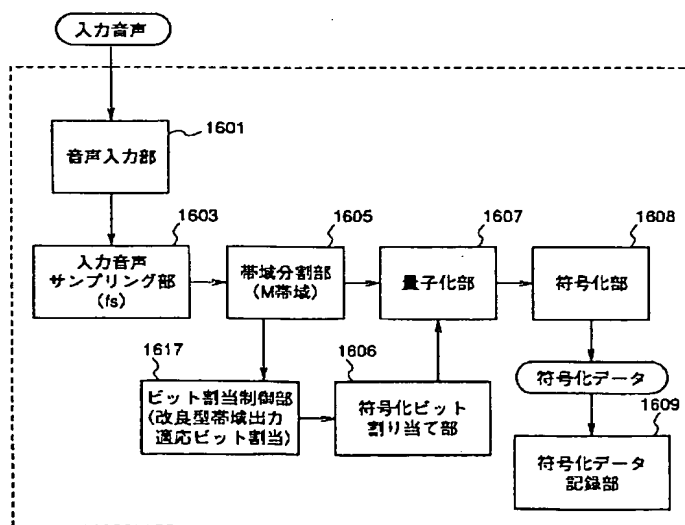 入力音声
1601
音声入力部
1603
入力音声
サンプリング部
(fs)
1605
帯域分割部
(M帯域)
1607
量子化部
1608
符号化部
1617
ビット割当制御部
(改良型帯域出力
適応ビット割当)
1606
符号化ビット
割り当て部
符号化データ
1609
符号化データ
記録部